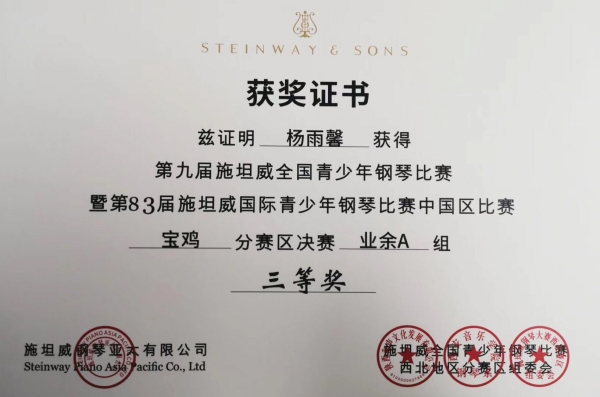 STEINWAY & SONS
获奖证书
兹证明 杨雨馨 获得
第九届施坦威全国青少年钢琴比赛
暨第83届施坦威国际青少年钢琴比赛中国区比赛
宝鸡 分赛区决赛 业余A 组
三等奖
施坦威钢琴亚太有限公司
Steinway Piano Asia-Pacific Co., Ltd
施坦威全国青少年钢琴比赛
西北地区分赛区组委会